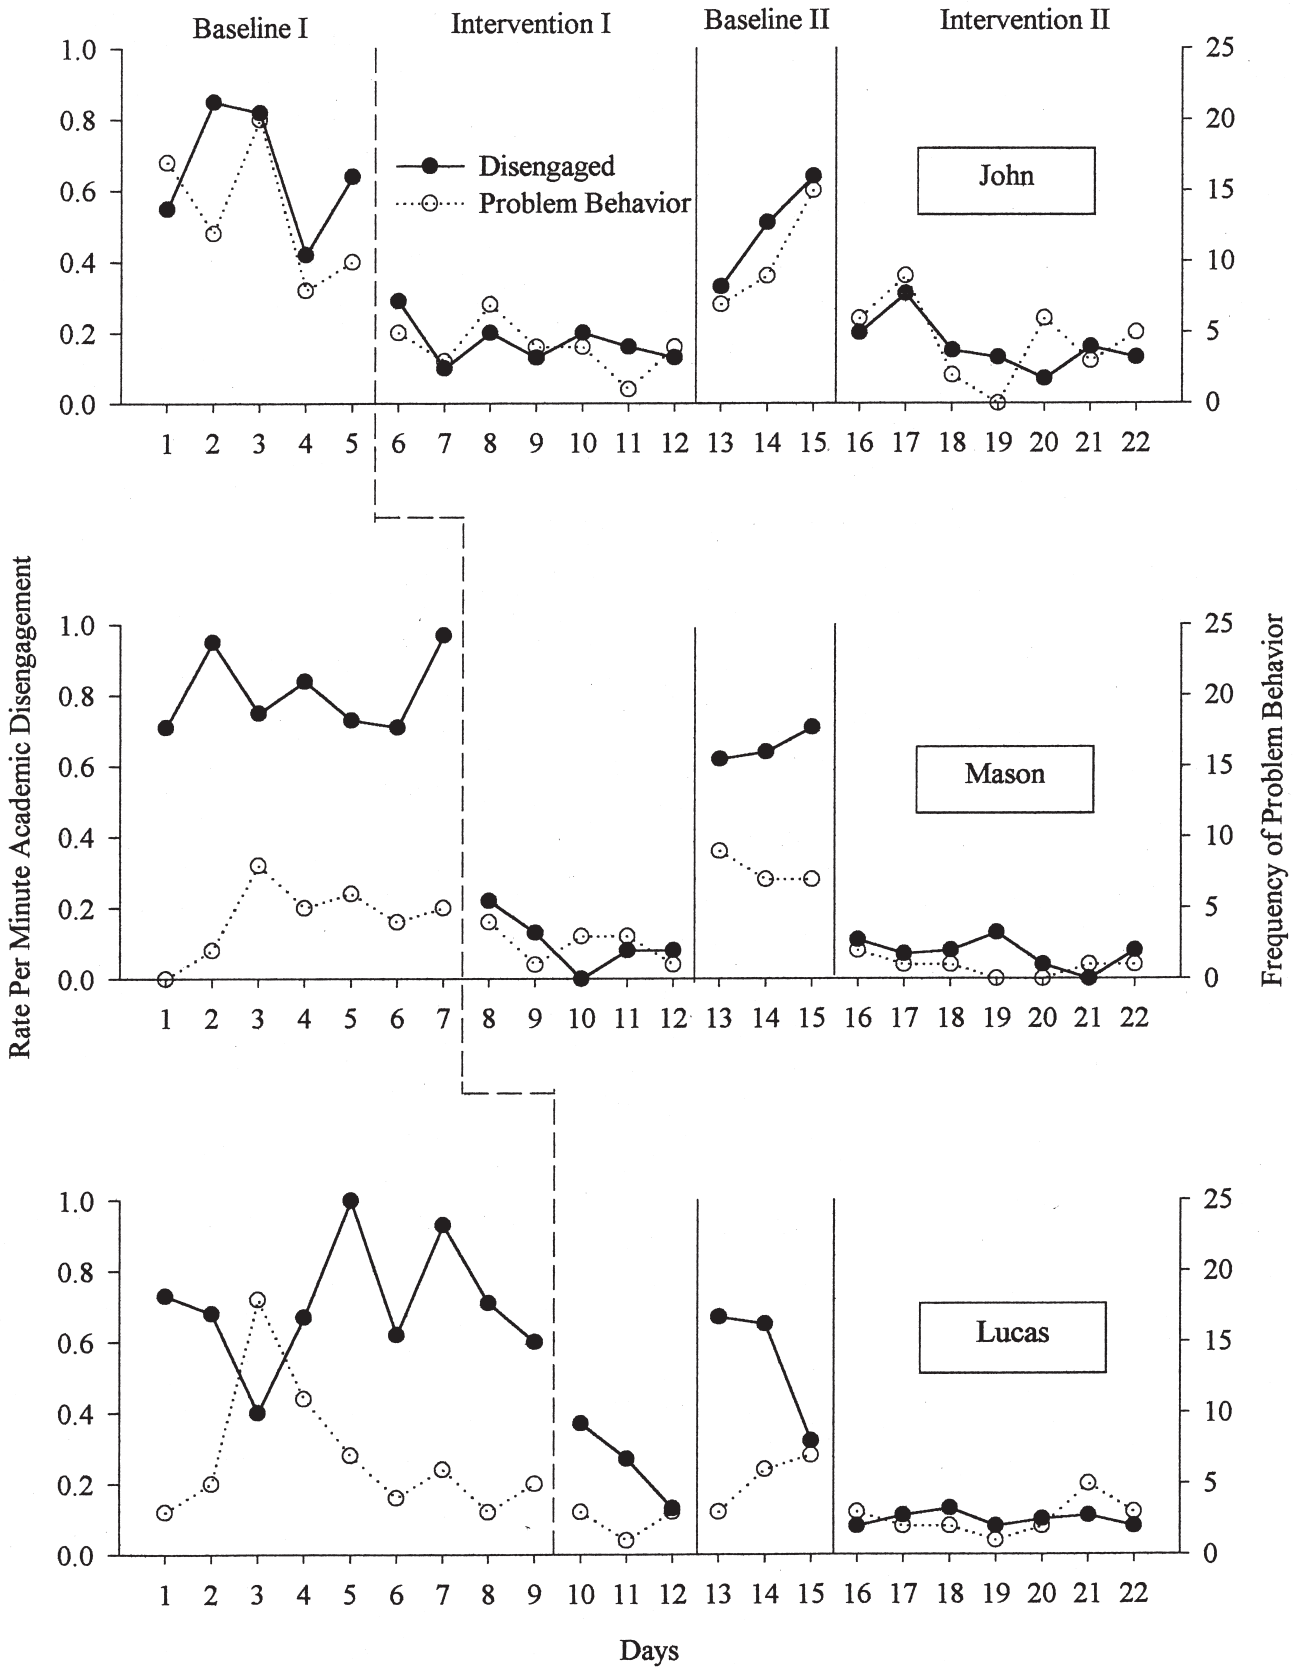 Baseline I Intervention I Baseline II Intervention II
1.0 25
0.8 20
Disengaged
John
0.6 15
Problem Behavior
0.4 10
0.2 5
0.0 0
1 2 3 4 5 6 7 8 9 10 11 12 13 14 15 16 17 18 19 20 21 22
Rate Per Minute Academic Disengagement
Frequency of Problem Behavior
1.0 25
0.8 20
0.6 15
Mason
0.4 10
0.2 5
0.0 0
1 2 3 4 5 6 7 8 9 10 11 12 13 14 15 16 17 18 19 20 21 22
1.0 25
0.8 20
0.6 15
Lucas
0.4 10
0.2 5
0.0 0
1 2 3 4 5 6 7 8 9 10 11 12 13 14 15 16 17 18 19 20 21 22
Days